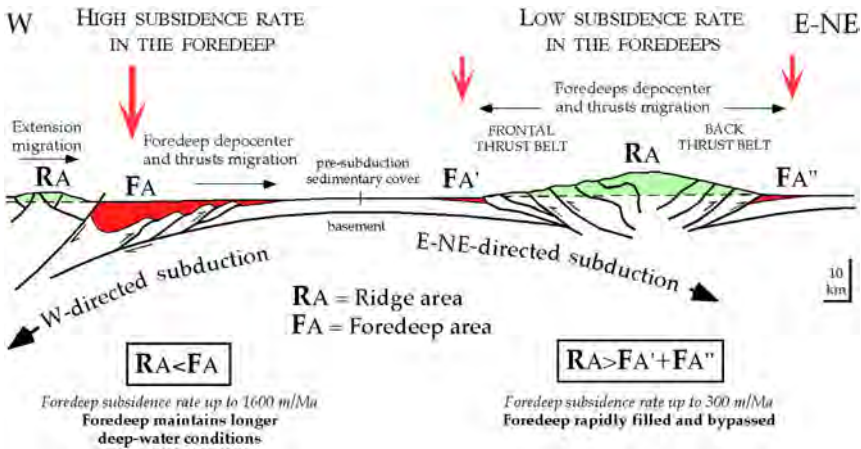 W
HIGH SUBSIDENCE RATE
IN THE FOREDEEP
LOW SUBSIDENCE RATE
IN THE FOREDEEPS
E-NE
Extension
migration
Foredeep depocenter
and thrusts migration
pre-subduction
sedimentary cover
basement
Foredeeps depocenter
and thrusts migration
FRONTAL
THRUST BELT
BACK
THRUST BELT
RA
FA
FA'
RA
FA"
W-directed subduction
E-NE-directed subduction
10
km
RA = Ridge area
FA = Foredeep area
RA<FA
RA>FA'+FA"
Foredeep subsidence rate up to 1600 m/Ma
Foredeep maintains longer
deep-water conditions
Foredeep subsidence rate up to 300 m/Ma
Foredeep rapidly filled and bypassed